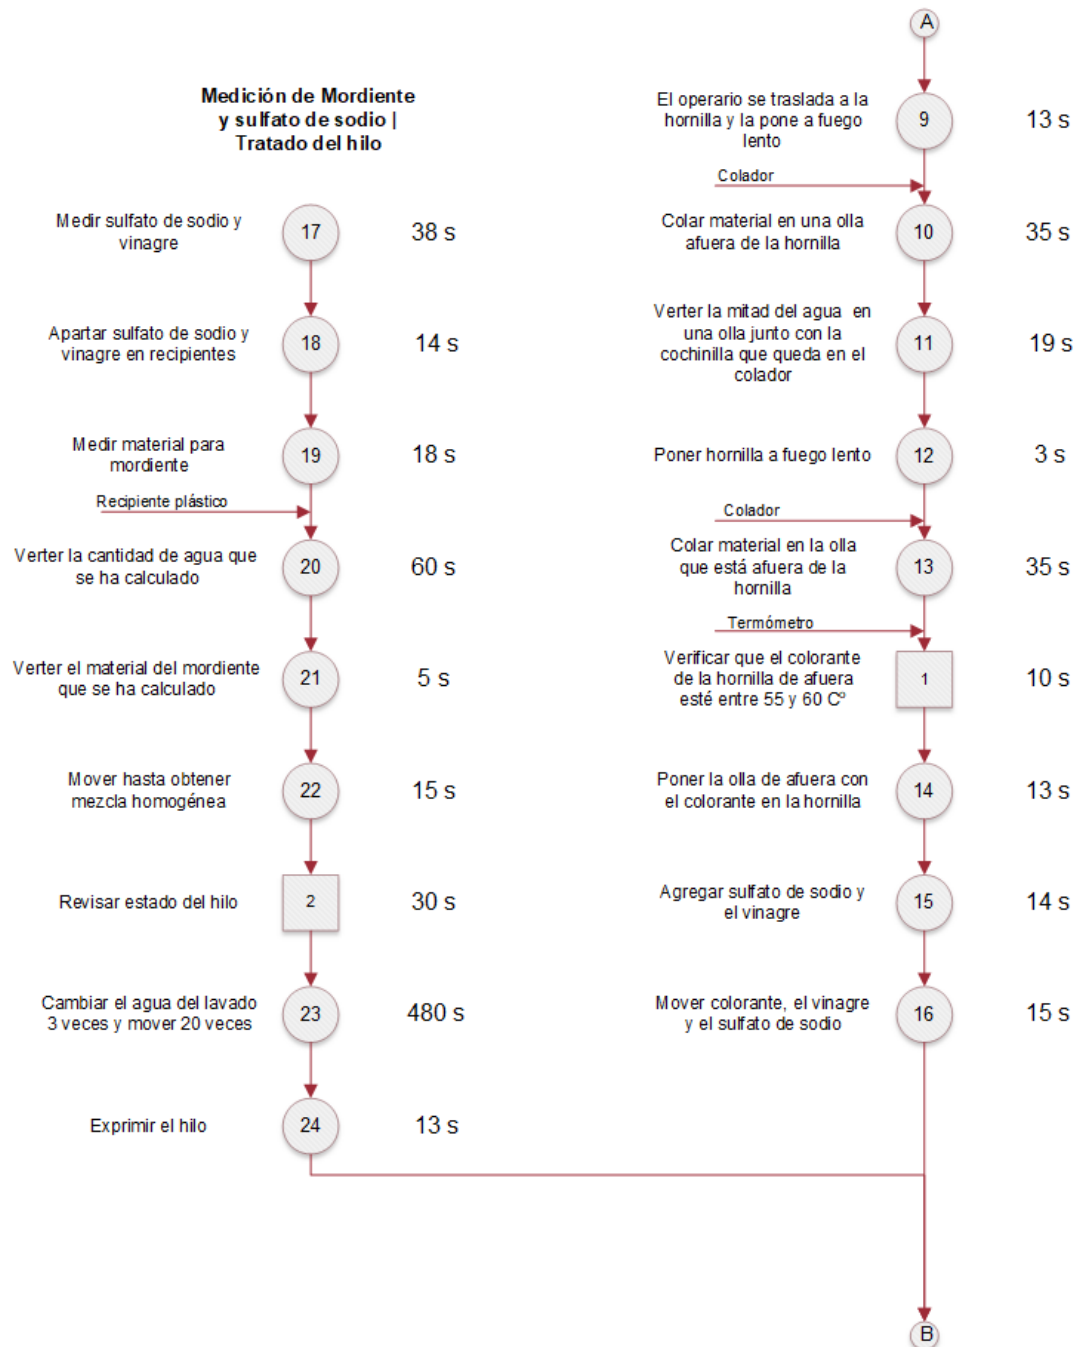 Medición de Mordiente
y sulfato de sodio |
Tratado del hilo
Medir sulfato de sodio y
vinagre
17
38 s
Apartar sulfato de sodio y
vinagre en recipientes
18
14 s
Medir material para
mordiente
19
18 s
Recipiente plástico
Verter la cantidad de agua que
se ha calculado
20
60 s
Verter el material del mordiente
que se ha calculado
21
5 s
Mover hasta obtener
mezcla homogénea
22
15 s
Revisar estado del hilo
2
30 s
Cambiar el agua del lavado
3 veces y mover 20 veces
23
480 s
Exprimir el hilo
24
13 s
A
El operario se traslada a la
hornilla y la pone a fuego
lento
9
13 s
Colador
Colar material en una olla
afuera de la hornilla
10
35 s
Verter la mitad del agua en
una olla junto con la
cochinilla que queda en el
colador
11
19 s
Poner hornilla a fuego lento
12
3 s
Colador
Colar material en la olla
que está afuera de la
hornilla
13
35 s
Termómetro
Verificar que el colorante
de la hornilla de afuera
esté entre 55 y 60 Cº
1
10 s
Poner la olla de afuera con
el colorante en la hornilla
14
13 s
Agregar sulfato de sodio y
el vinagre
15
14 s
Mover colorante, el vinagre
y el sulfato de sodio
16
15 s
B